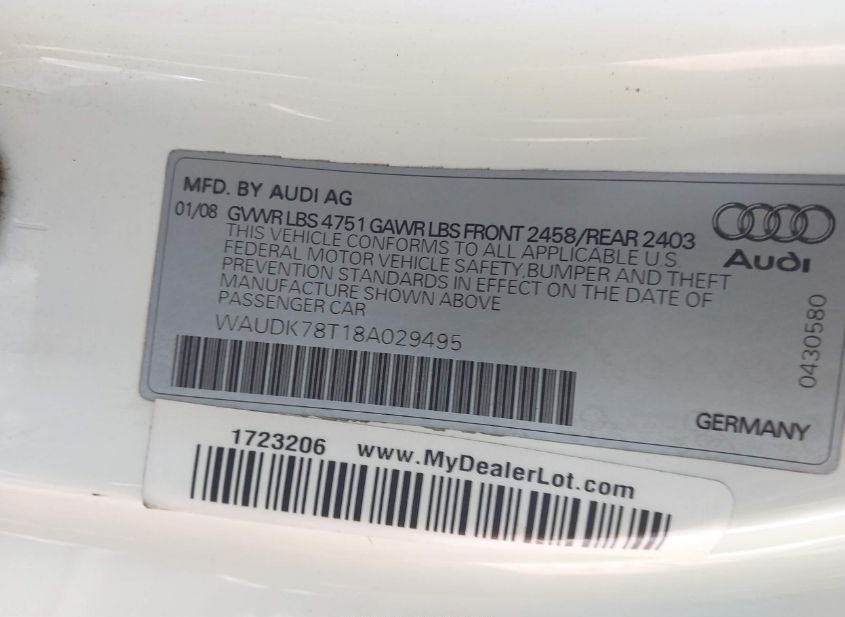 MFD. BY AUDI AG
01/08 GVWR LBS 4751 GAWR LBS FRONT 2458/REAR 2403
THIS VEHICLE CONFORMS TO ALL APPLICABLE U.S.
FEDERAL MOTOR VEHICLE SAFETY, BUMPER AND THEFT
PREVENTION STANDARDS IN EFFECT ON THE DATE OF
MANUFACTURE SHOWN ABOVE
PASSENGER CAR
WAUDK78T18A029495
Audi
0430580
GERMANY
1723206 www.MyDealerLot.com